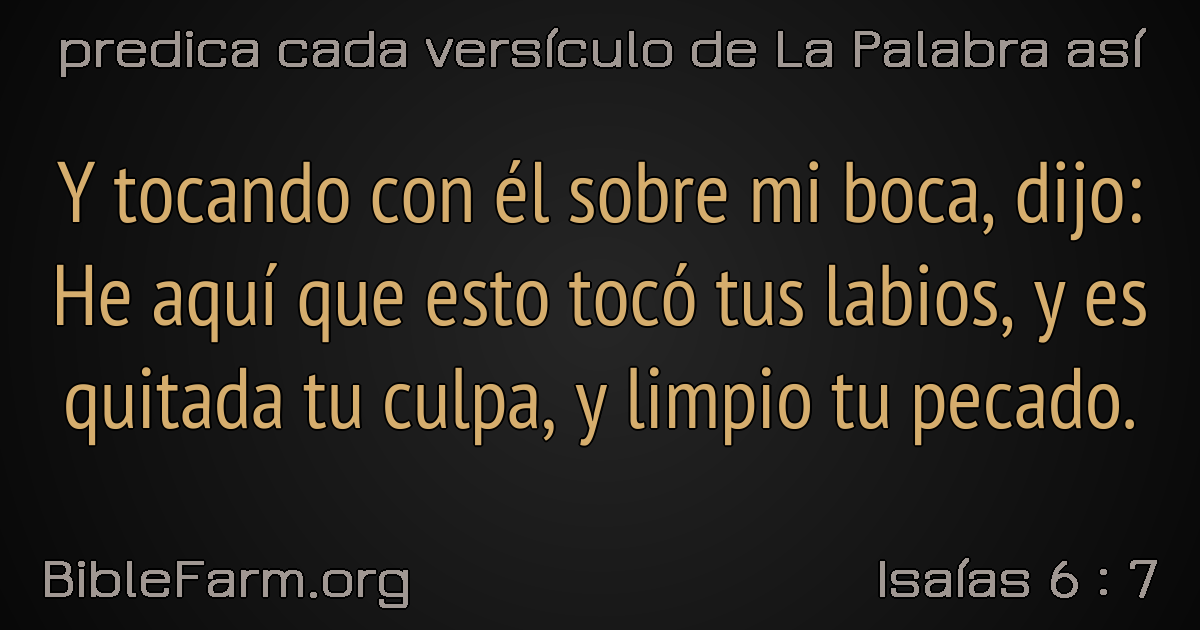 predica cada versículo de La Palabra así
Y tocando con él sobre mi boca, dijo:
He aquí que esto tocó tus labios, y es
quitada tu culpa, y limpio tu pecado.
BibleFarm.org
Isaías 6 : 7